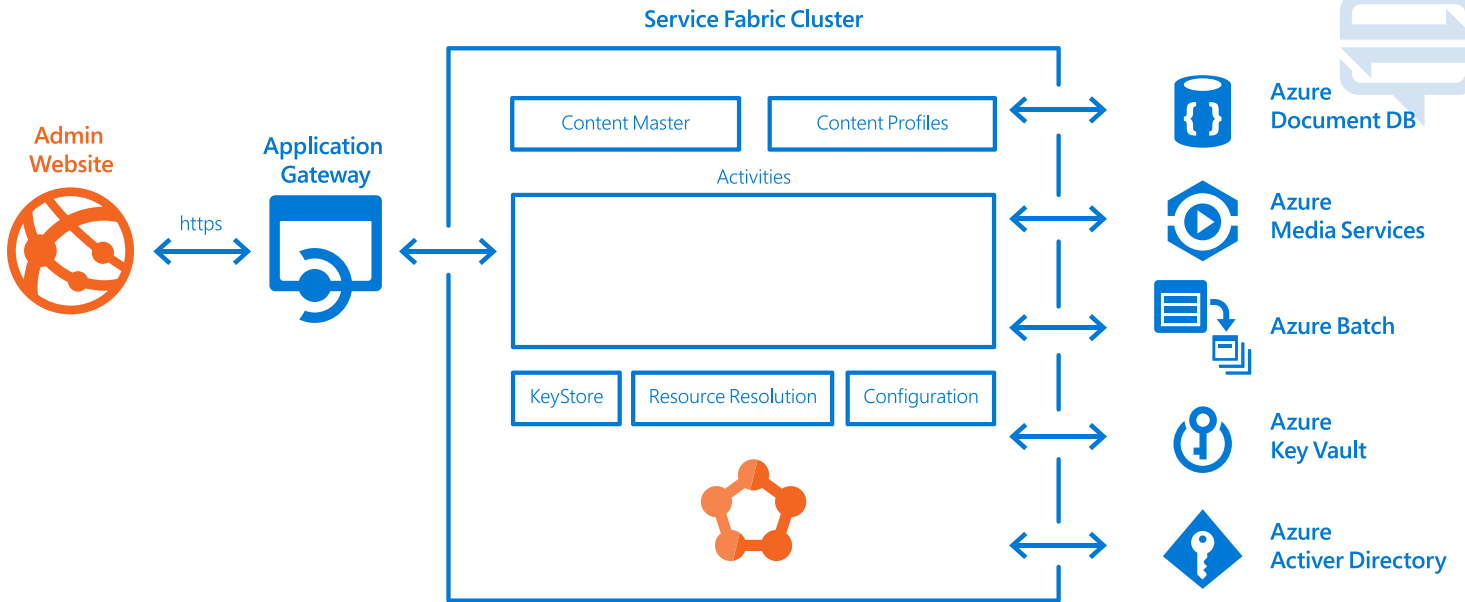 Service Fabric Cluster
Admin
Website
https
Application
Gateway
Content Master
Content Profiles
Activities
KeyStore
Resource Resolution
Configuration
Azure
Document DB
Azure
Media Services
Azure Batch
Azure
Key Vault
Azure
Activer Directory